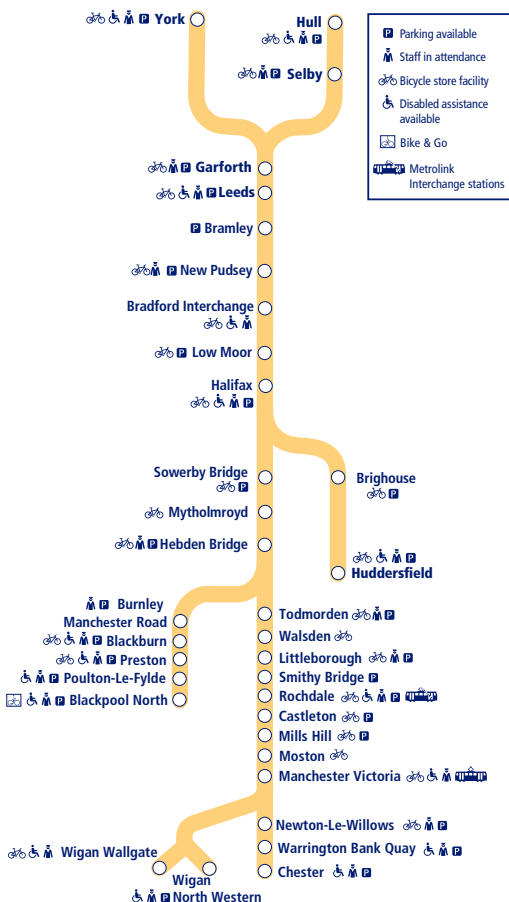 York
Hull
Selby
P Parking available
Staff in attendance
Bicycle store facility
Disabled assistance
available
Bike & Go
Metrolink
Interchange stations
P Garforth
P Leeds
P Bramley
P New Pudsey
Bradford Interchange
P Low Moor
Halifax
P
Sowerby Bridge
P
Brighouse
P
Mytholmroyd
P Hebden Bridge
P
Huddersfield
P Burnley
Manchester Road
P Blackburn
P Preston
P Poulton-Le-Fylde
P Blackpool North
Todmorden P
Walsden
Littleborough P
Smithy Bridge P
Rochdale P
Castleton P
Mills Hill P
Moston
Manchester Victoria
Newton-Le-Willows P
Warrington Bank Quay P
Chester P
Wigan Wallgate
Wigan
P North Western